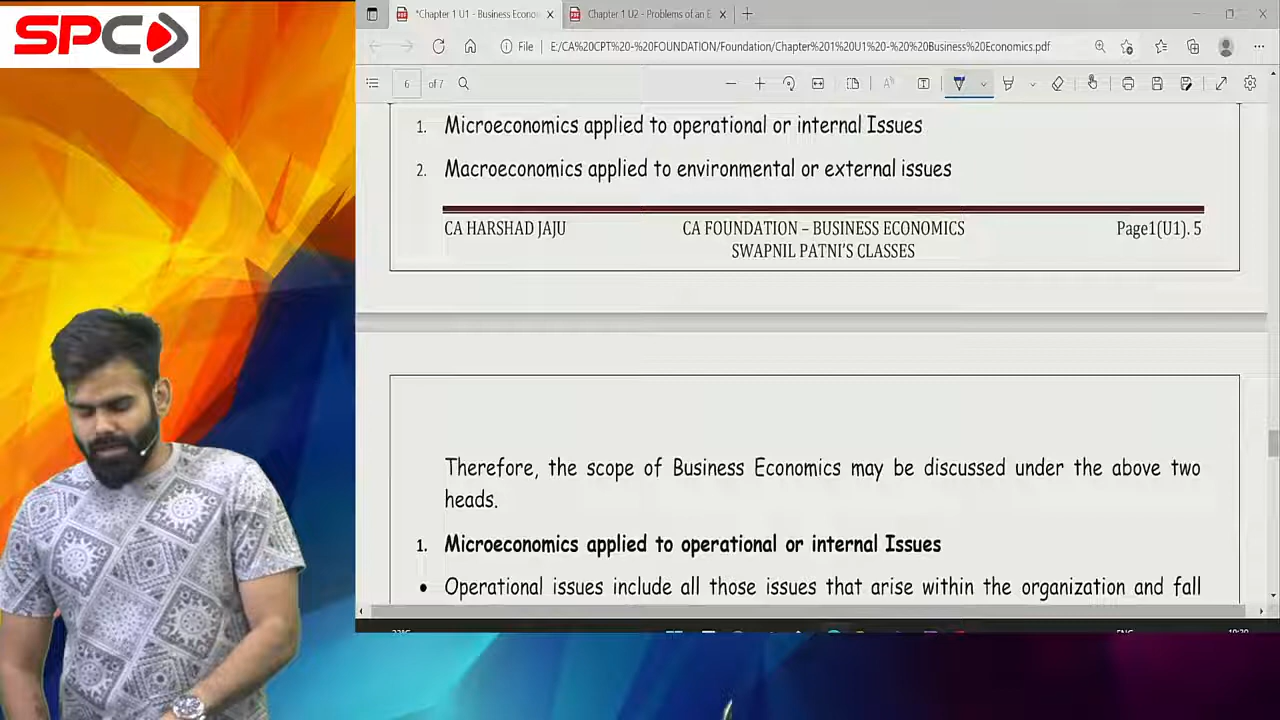 SPC
*Chapter 1 U1 - Business Econo
Chapter 1 U2 - Problems of an E
File
E:/CA%20CPT%20-%20FOUNDATION/Foundation/Chapter%201%20U1%20-%20%20Business%20Economics.pdf
6 of 7
1. Microeconomics applied to operational or internal Issues
2. Macroeconomics applied to environmental or external issues
CA HARSHAD JAJU CA FOUNDATION – BUSINESS ECONOMICS Page1(U1). 5
SWAPNIL PATNI'S CLASSES
Therefore, the scope of Business Economics may be discussed under the above two
heads.
1. Microeconomics applied to operational or internal Issues
• Operational issues include all those issues that arise within the organization and fall